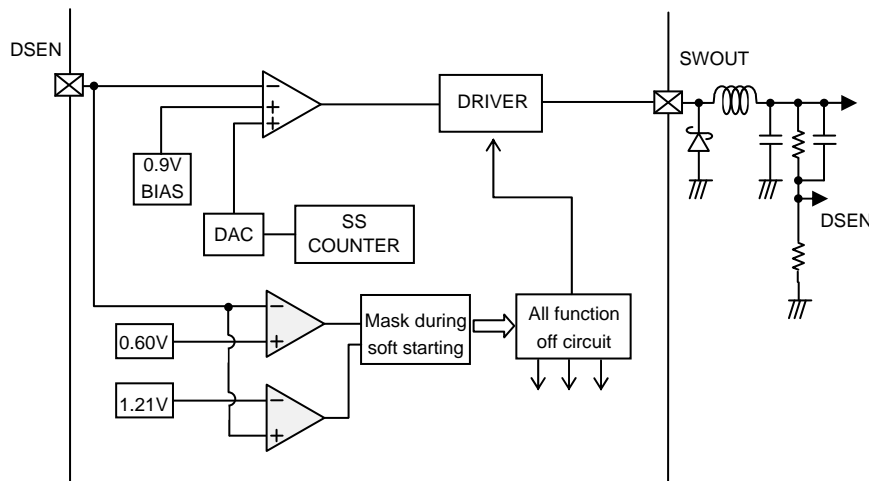 DSEN
SWOUT
−
+
+
DRIVER
0.9V
BIAS
DAC
SS
COUNTER
DSEN
−
+
0.60V
Mask during
soft starting
All function
off circuit
1.21V
−
+